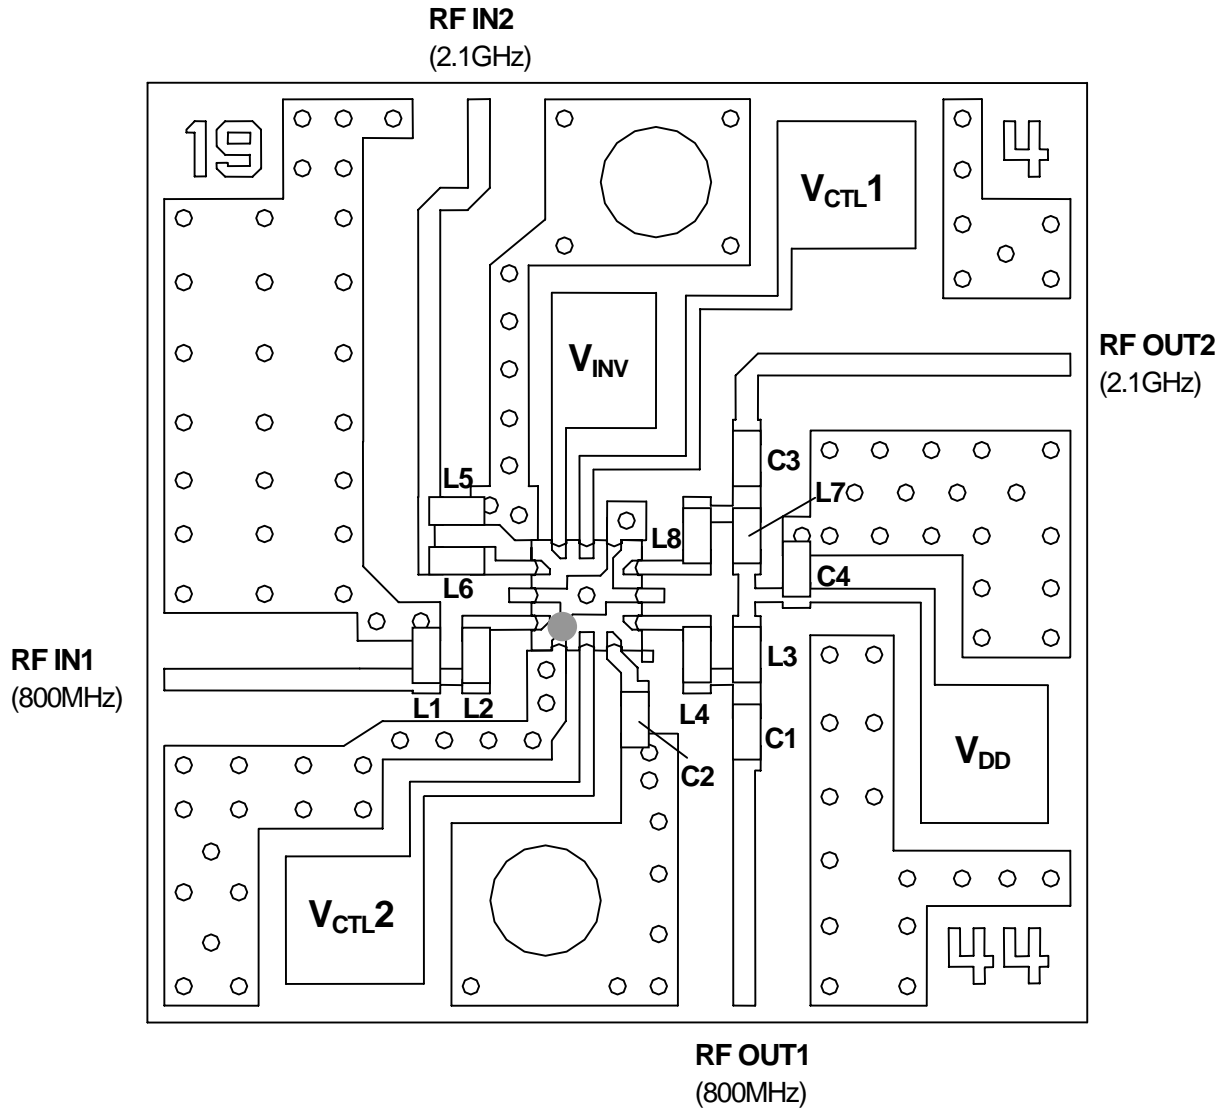 RF IN2
(2.1GHz)
19
4
VCTL1
VINV
RF OUT2
(2.1GHz)
C3
L5
L7
L8
C4
L6
RF IN1
(800MHz)
L3
L1
L2
L4
C1
VDD
C2
VCTL2
44
RF OUT1
(800MHz)